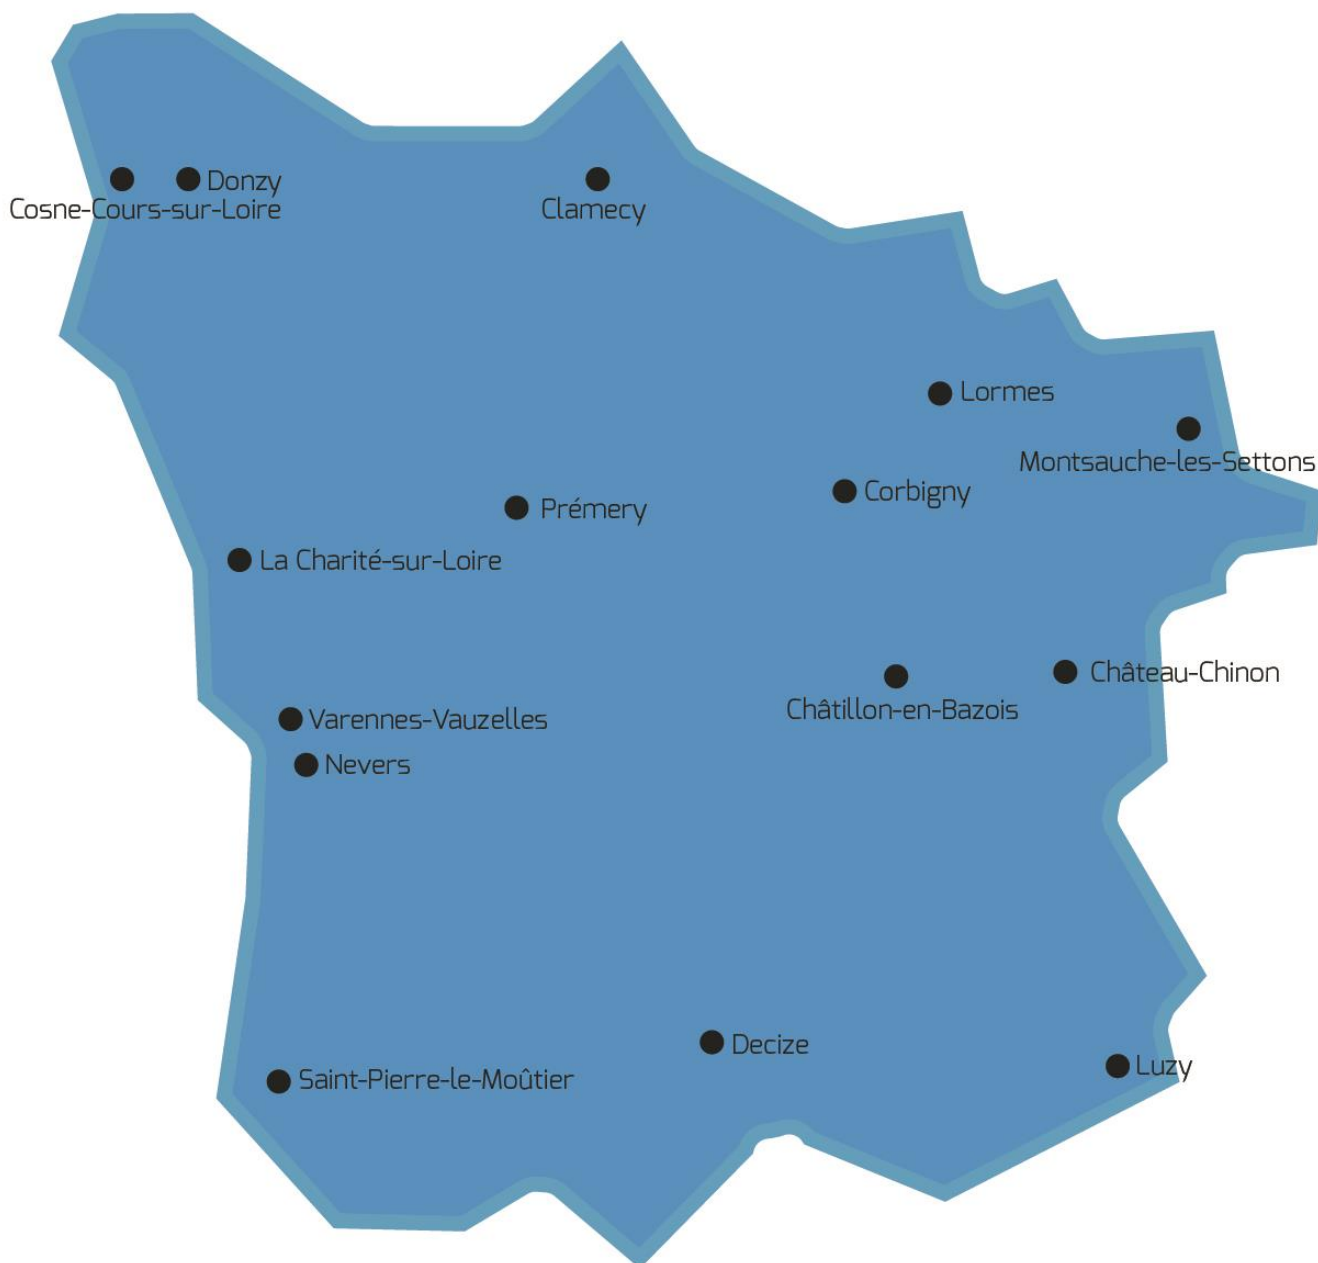 Donzy
Cosne-Cours-sur-Loire
Clamecy
Lormes
Montsauche-les-Settons
Corbigny
Prémery
La Charité-sur-Loire
Château-Chinon
Châtillon-en-Bazois
Varennes-Vauzelles
Nevers
Decize
Luzy
Saint-Pierre-le-Moûtier